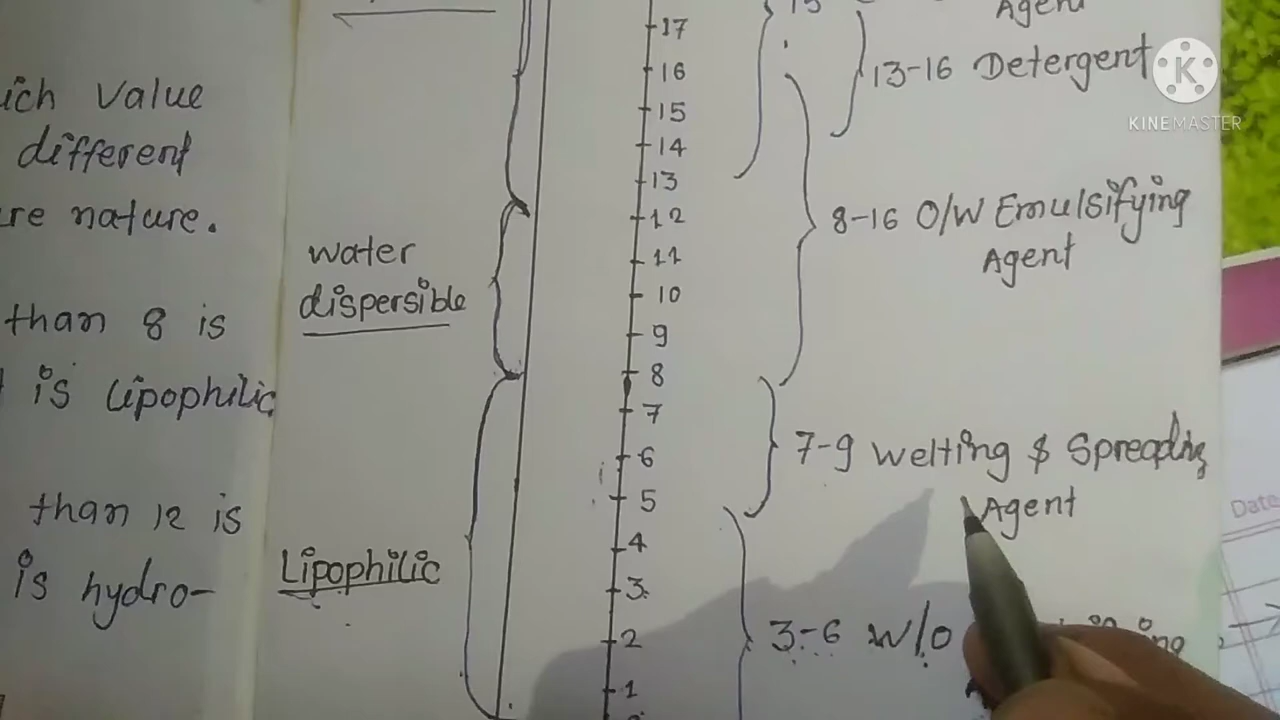 ich value
different
re nature.
than 8 is
is Lipophilic
than 12 is
is hydro-
water
dispersible
Lipophilic
17
16
15
14
13
12
11
10
9
8
7
6
5
4
3
2
1
Agent
13-16 Detergent
8-16 O/W Emulsifying
Agent
7-9 Welting & Spreading
Agent
3-6 W/O
K
KINEMASTER
Date